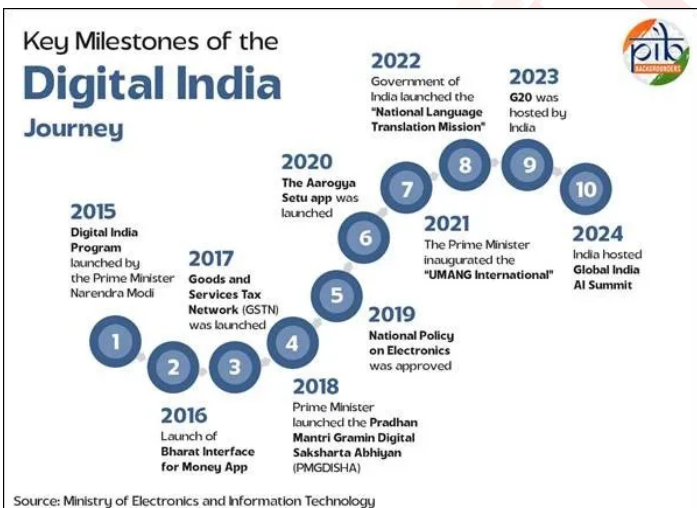 Key Milestones of the
Digital India
Journey
pib
BACKGROUNDERS
1
2015
Digital India
Program
launched by
the Prime Minister
Narendra Modi
2
2016
Launch of
Bharat Interface
for Money App
3
2017
Goods and
Services Tax
Network (GSTN)
was launched
4
2018
Prime Minister
launched the Pradhan
Mantri Gramin Digital
Saksharta Abhiyan
(PMGDISHA)
5
2019
National Policy
on Electronics
was approved
6
2020
The Aarogya
Setu app was
launched
7
2021
The Prime Minister
inaugurated the
"UMANG International"
8
2022
Government of
India launched the
"National Language
Translation Mission"
9
2023
G20 was
hosted by
India
10
2024
India hosted
Global India
AI Summit
Source: Ministry of Electronics and Information Technology